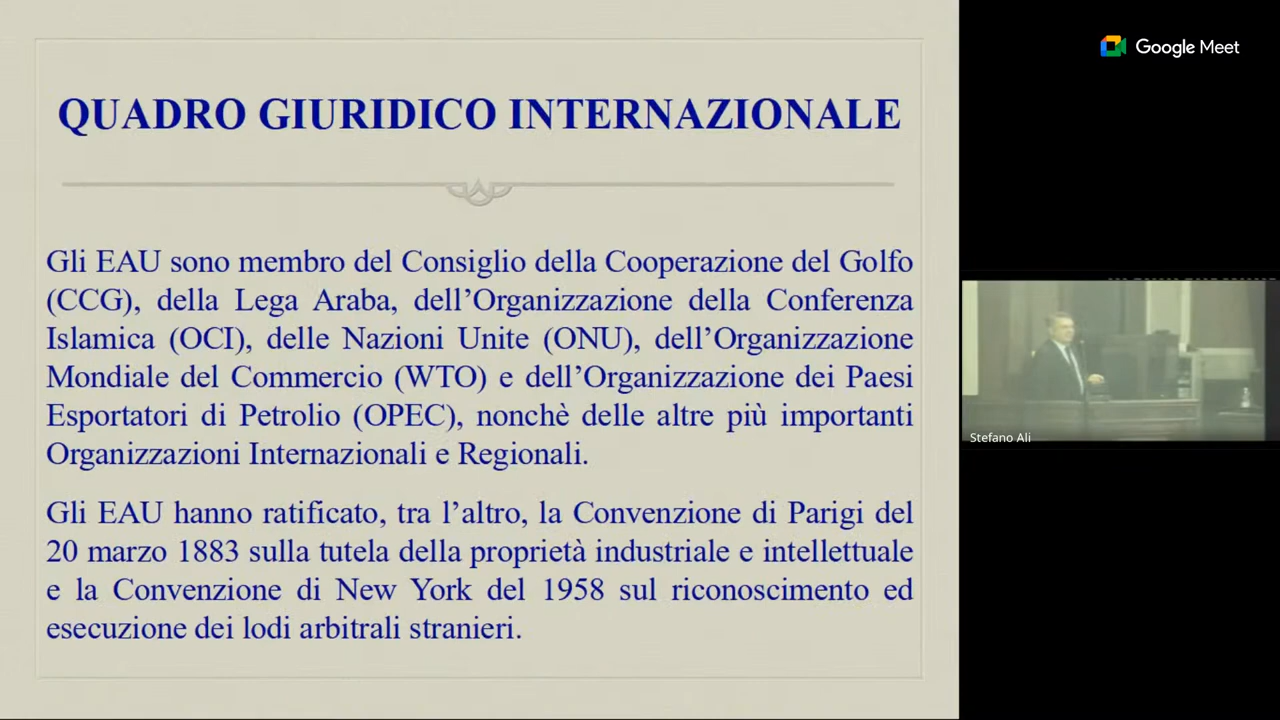 QUADRO GIURIDICO INTERNAZIONALE
Gli EAU sono membro del Consiglio della Cooperazione del Golfo
(CCG), della Lega Araba, dell’Organizzazione della Conferenza
Islamica (OCI), delle Nazioni Unite (ONU), dell’Organizzazione
Mondiale del Commercio (WTO) e dell’Organizzazione dei Paesi
Esportatori di Petrolio (OPEC), nonchè delle altre più importanti
Organizzazioni Internazionali e Regionali.
Gli EAU hanno ratificato, tra l’altro, la Convenzione di Parigi del
20 marzo 1883 sulla tutela della proprietà industriale e intellettuale
e la Convenzione di New York del 1958 sul riconoscimento ed
esecuzione dei lodi arbitrali stranieri.
Google Meet
Stefano Ali